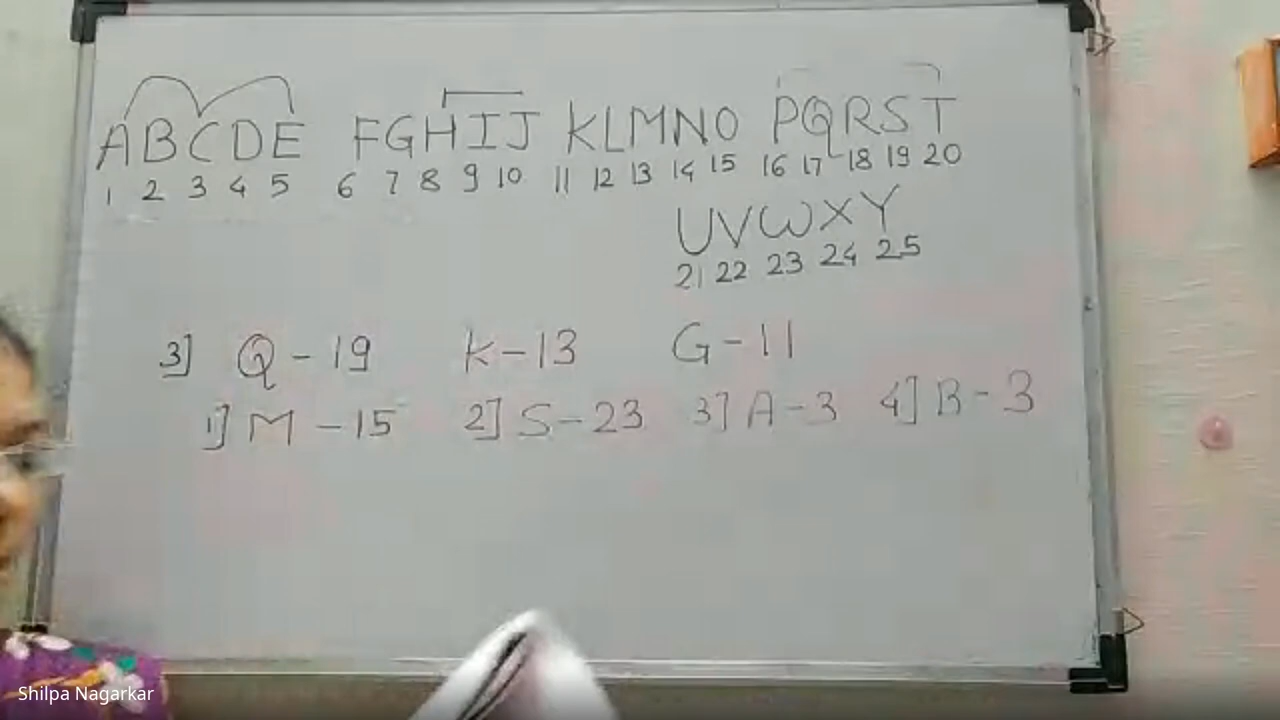 ABCDE FGHIJ KLMNO PQRST
1 2 3 4 5 6 7 8 9 10 11 12 13 14 15 16 17 18 19 20
UVWXY
21 22 23 24 25
3] Q - 19 K - 13 G - 11
1] M - 15 2] S - 23 3] A - 3 4] B - 3
Shilpa Nagarkar